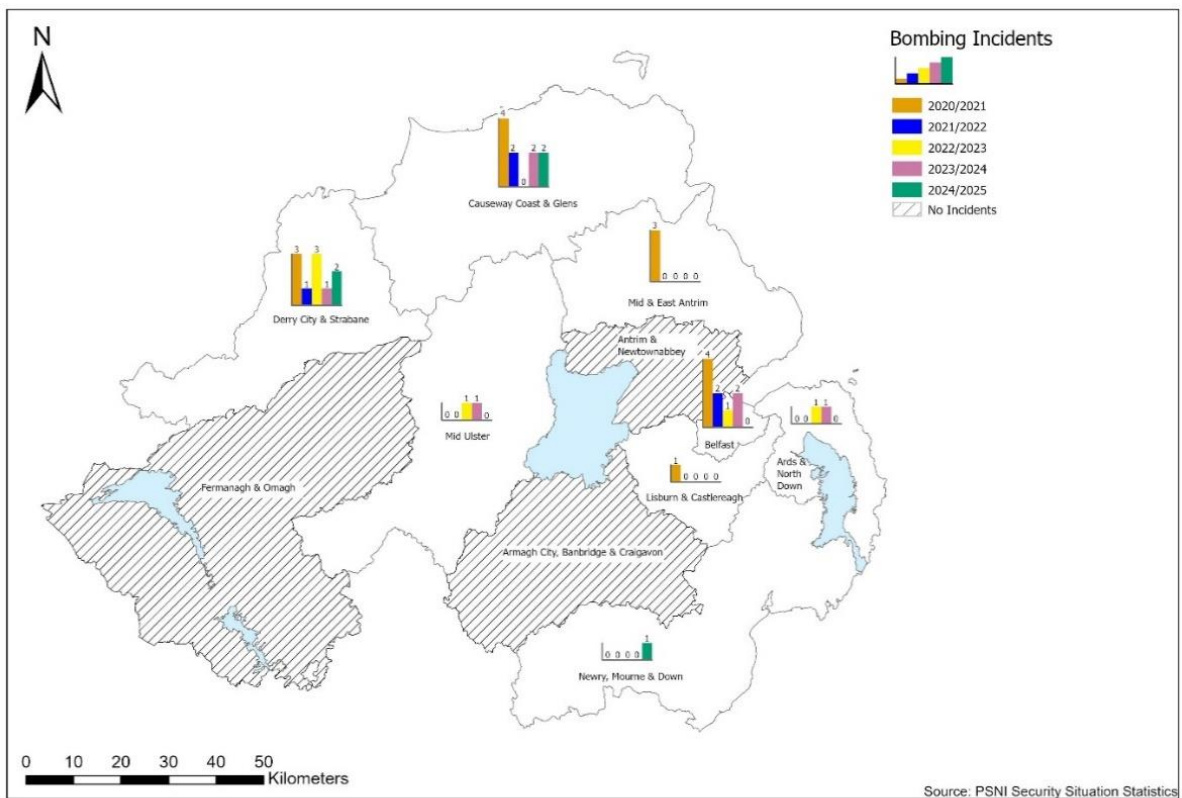 N
Bombing Incidents
2020/2021
2021/2022
2022/2023
2023/2024
2024/2025
No Incidents
4
2
0
2
2
Causeway Coast & Glens
3
1
3
1
2
Derry City & Strabane
3
0
0
0
0
Mid & East Antrim
Antrim &
Newtownabbey
4
2
1
2
0
Belfast
0
0
1
1
0
Mid Ulster
0
0
1
1
0
Ards &
North
Down
1
0
0
0
0
Lisburn & Castlereagh
Fermanagh & Omagh
Armagh City, Banbridge & Craigavon
0
0
0
0
1
Newry, Mourne & Down
0 10 20 30 40 50
Kilometers
Source: PSNI Security Situation Statistics